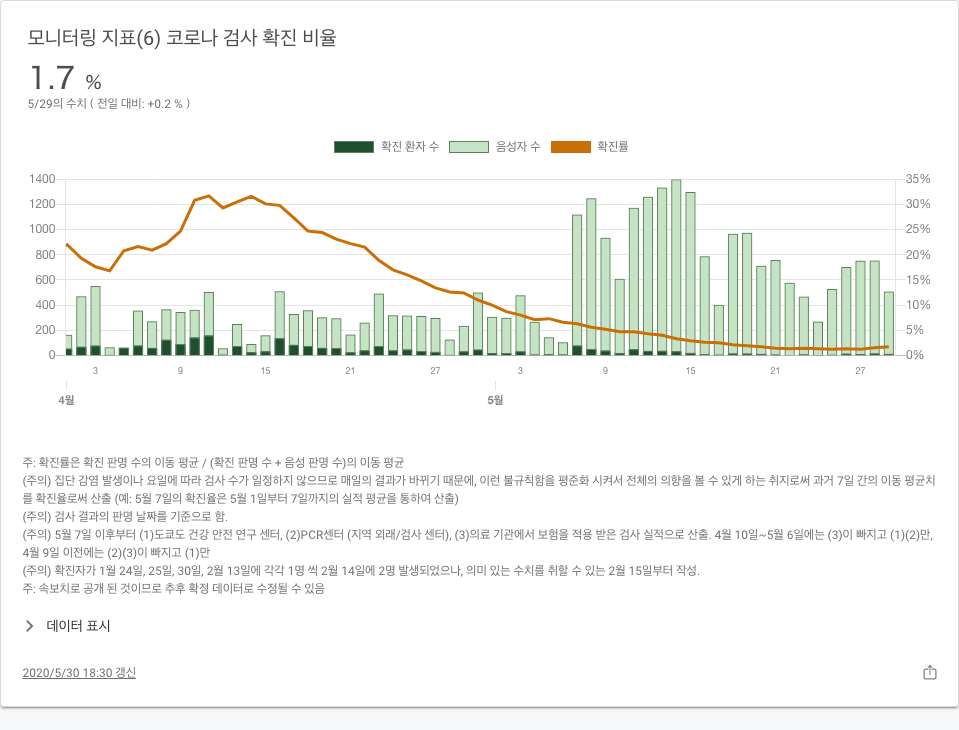 모니터링 지표(6) 코로나 검사 확진 비율
1.7 %
5/29의 수치 ( 전일 대비: +0.2 % )
확진 환자 수 음성자 수 확진률
1400 35%
1200 30%
1000 25%
800 20%
600 15%
400 10%
200 5%
0 0%
3 9 15 21 27 3 9 15 21 27
4월 5월
주: 확진률은 확진 판명 수의 이동 평균 / (확진 판명 수 + 음성 판명 수)의 이동 평균
(주의) 집단 감염 발생이나 요일에 따라 검사 수가 일정하지 않으므로 매일의 결과가 바뀌기 때문에, 이런 불규칙함을 평준화 시켜서 전체의 의향을 볼 수 있게 하는 취지로써 과거 7일 간의 이동 평균치
를 확진율로써 산출 (예: 5월 7일의 확진율은 5월 1일부터 7일까지의 실적 평균을 통하여 산출)
(주의) 검사 결과의 판명 날짜를 기준으로 함.
(주의) 5월 7일 이후부터 (1)도쿄도 건강 안전 연구 센터, (2)PCR센터 (지역 외래/검사 센터), (3)의료 기관에서 보험을 적용 받은 검사 실적으로 산출. 4월 10일~5월 6일에는 (3)이 빠지고 (1)(2)만,
4월 9일 이전에는 (2)(3)이 빠지고 (1)만
(주의) 확진자가 1월 24일, 25일, 30일, 2월 13일에 각각 1명 씩 2월 14일에 2명 발생되었으나, 의미 있는 수치를 취할 수 있는 2월 15일부터 작성.
주: 속보치로 공개 된 것이므로 추후 확정 데이터로 수정될 수 있음
데이터 표시
2020/5/30 18:30 갱신